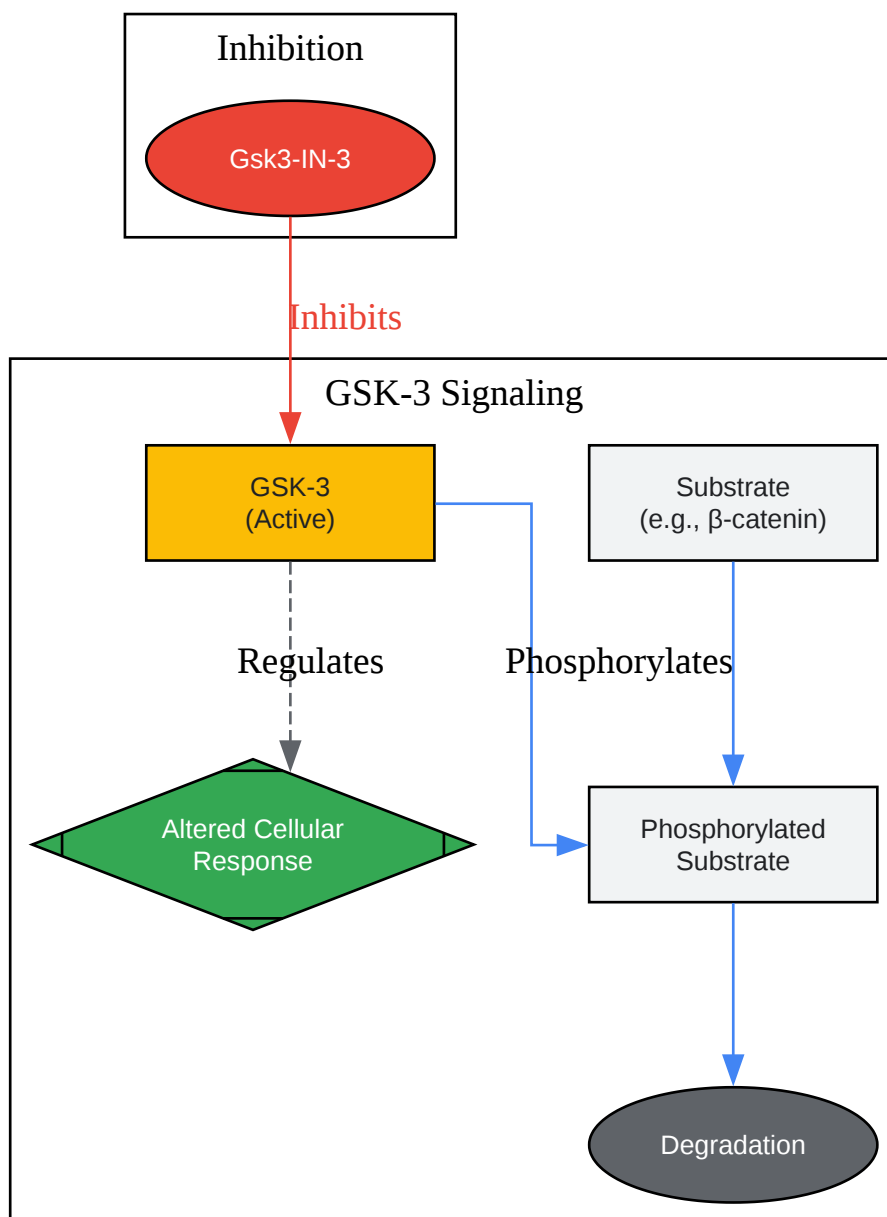 Inhibition
Gsk3-IN-3
Inhibits
GSK-3 Signaling
GSK-3
(Active)
Substrate
(e.g., β-catenin)
Regulates
Phosphorylates
Altered Cellular
Response
Phosphorylated
Substrate
Degradation